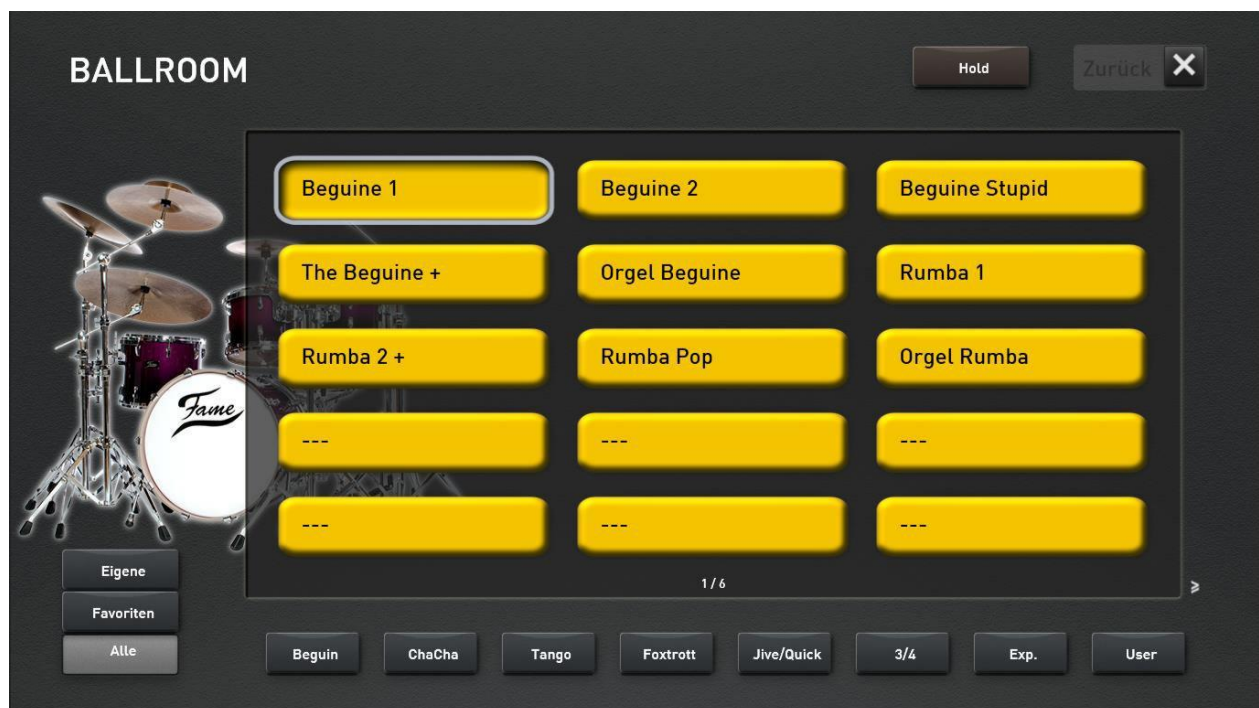 BALLROOM
Hold
Zurück
Beguine 1
Beguine 2
Beguine Stupid
The Beguine +
Orgel Beguine
Rumba 1
Rumba 2 +
Rumba Pop
Orgel Rumba
---
---
---
---
---
---
Fame
1 / 6
Eigene
Favoriten
Alle
Beguin
ChaCha
Tango
Foxtrott
Jive/Quick
3/4
Exp.
User